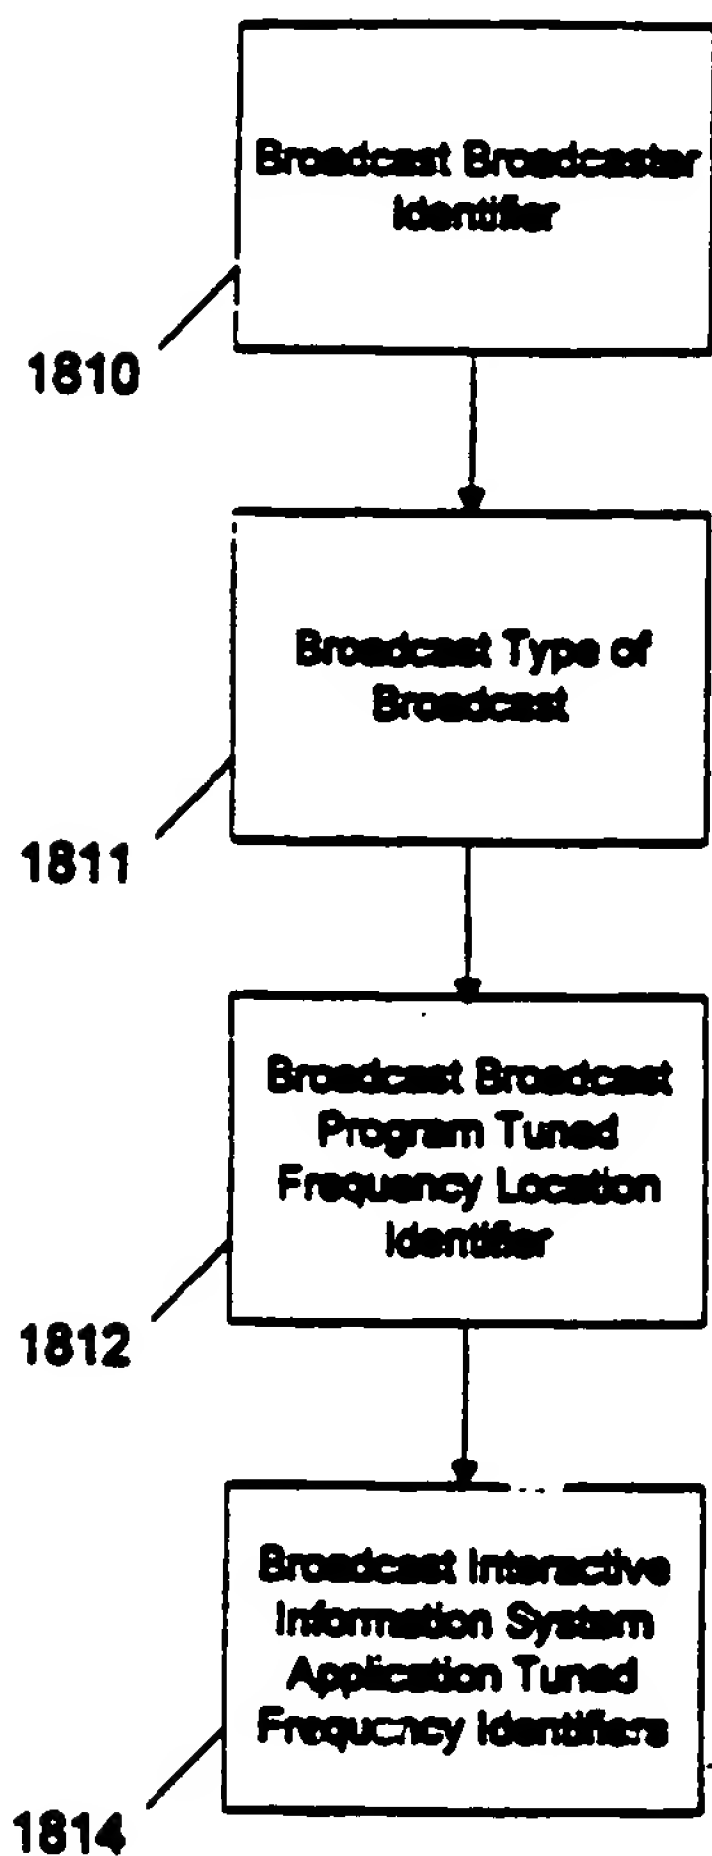 Broadcast Broadcaster
Identifier
1810
Broadcast Type of
Broadcast
1811
Broadcast Broadcast
Program Tuned
Frequency Location
Identifier
1812
Broadcast Interactive
Information System
Application Tuned
Frequency Identifiers
1814